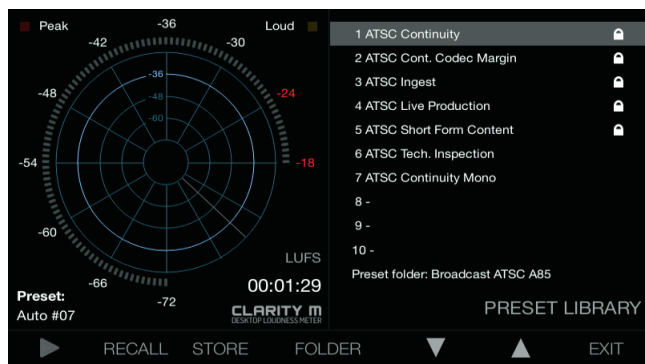 Peak
-36
Loud
-42
-30
-36
-48
-48
-24
-60
-54
-18
-60
LUFS
-66
00:01:29
Preset:
-72
Auto #07
CLARITY M
DESKTOP LOUDNESS METER
1 ATSC Continuity
2 ATSC Cont. Codec Margin
3 ATSC Ingest
4 ATSC Live Production
5 ATSC Short Form Content
6 ATSC Tech. Inspection
7 ATSC Continuity Mono
8 -
9 -
10 -
Preset folder: Broadcast ATSC A85
PRESET LIBRARY
RECALL STORE FOLDER EXIT